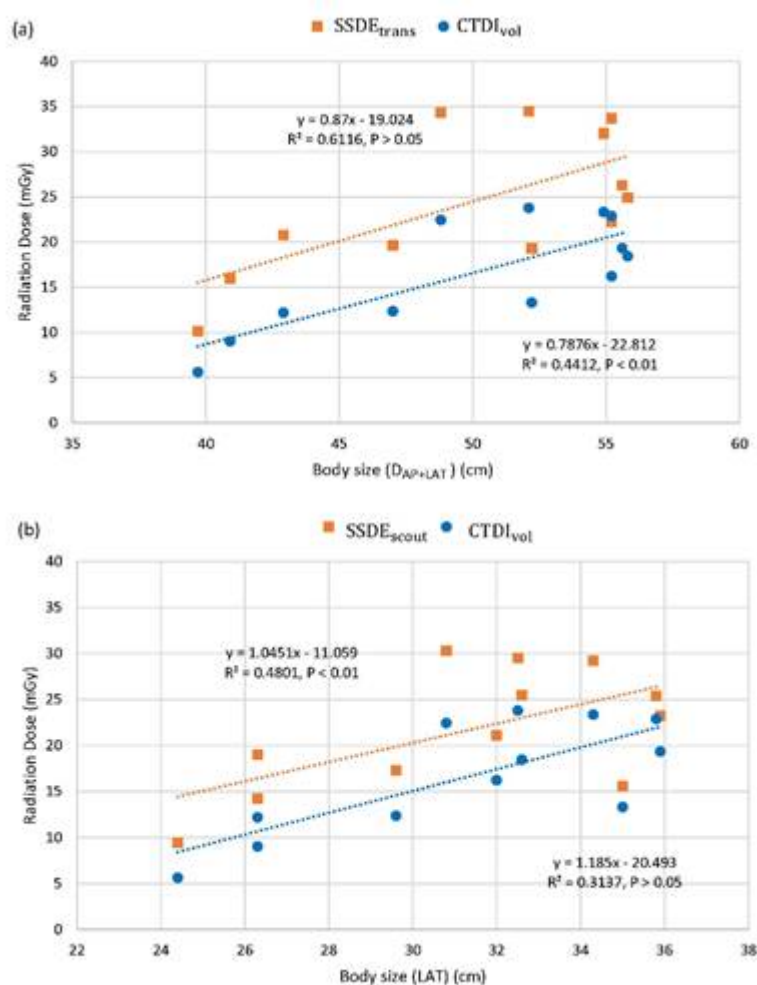 (a)
SSDEtrans CTDIvol
40
35
30
25
20
15
10
5
0
y = 0.87x - 19.024
R² = 0.6116, P > 0.05
y = 0.7876x - 22.812
R² = 0.4412, P < 0.01
35 40 45 50 55 60
Radiation Dose (mGy)
Body size (DAP+LAT) (cm)
(b)
SSDEscout CTDIvol
40
35
30
25
20
15
10
5
0
y = 1.0451x - 11.059
R² = 0.4801, P < 0.01
y = 1.185x - 20.493
R² = 0.3137, P > 0.05
22 24 26 28 30 32 34 36 38
Radiation Dose (mGy)
Body size (LAT) (cm)